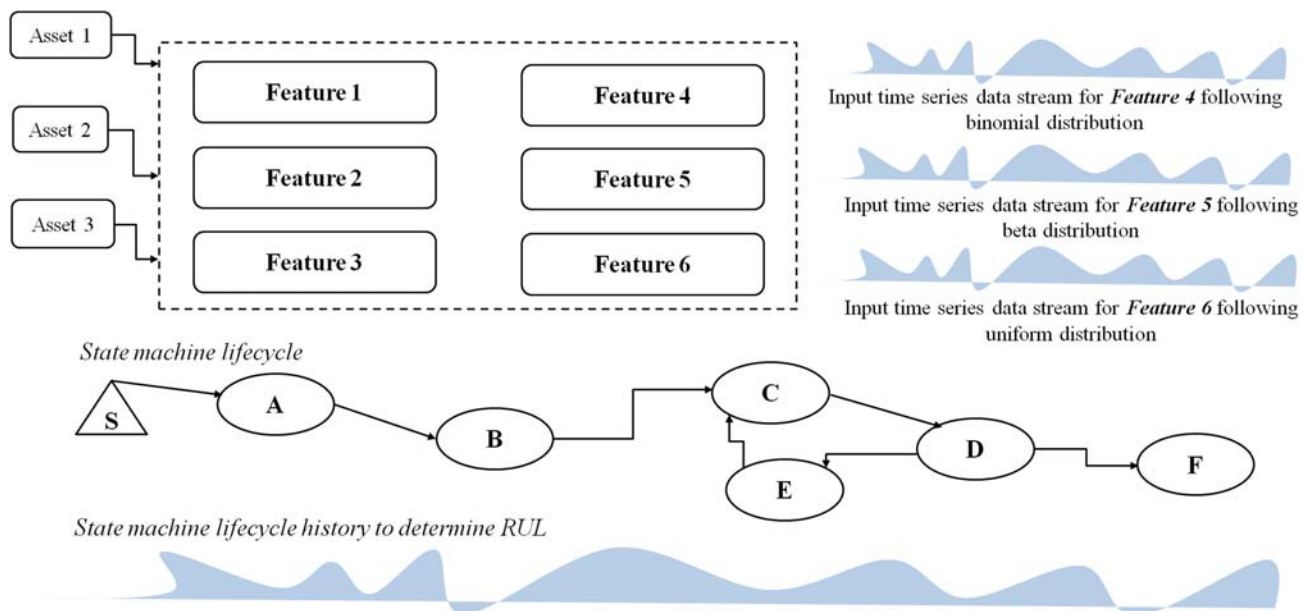 Asset 1
Asset 2
Asset 3
Feature 1
Feature 2
Feature 3
Feature 4
Feature 5
Feature 6
Input time series data stream for Feature 4 following
binomial distribution
Input time series data stream for Feature 5 following
beta distribution
Input time series data stream for Feature 6 following
uniform distribution
State machine lifecycle
S
A
B
C
D
E
F
State machine lifecycle history to determine RUL